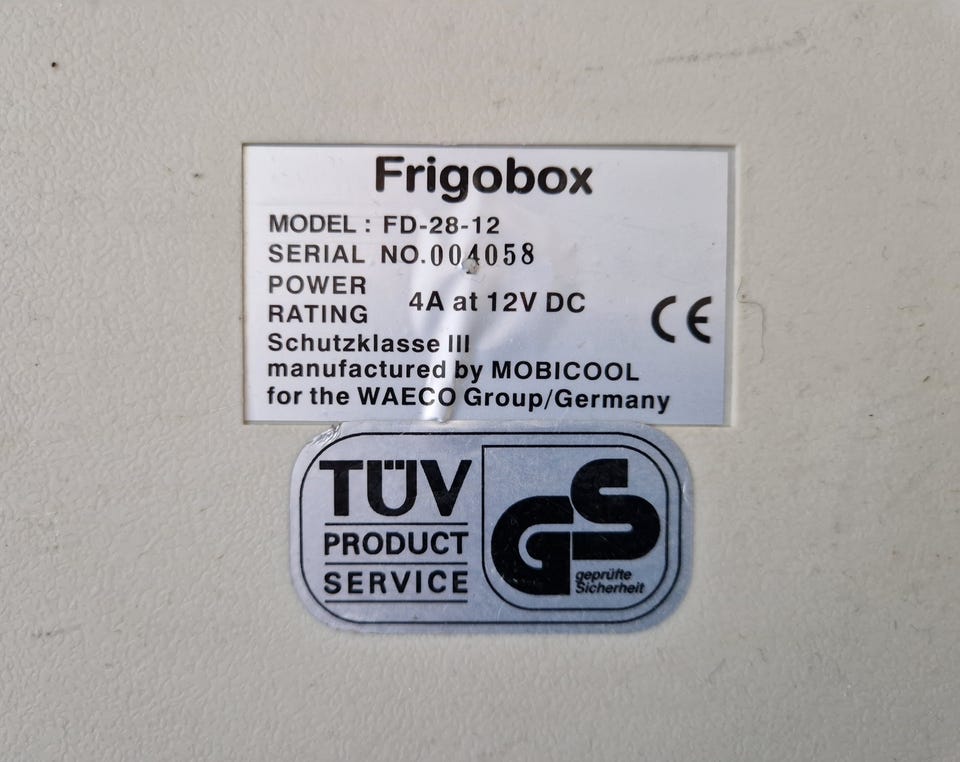 Frigobox
MODEL : FD-28-12
SERIAL NO. 004058
POWER
RATING 4A at 12V DC
CE
Schutzklasse III
manufactured by MOBICOOL
for the WAECO Group/Germany
TÜV
PRODUCT
SERVICE
GS
geprüfte
Sicherheit